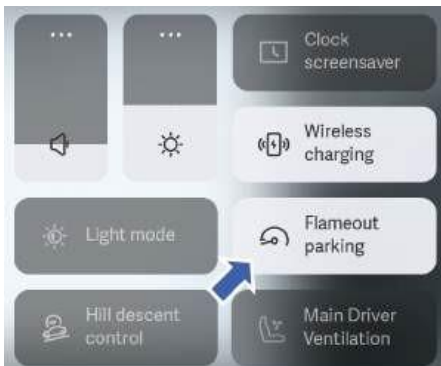 Clock
screensaver
Wireless
charging
Light mode
Flameout
parking
Hill descent
control
Main Driver
Ventilation